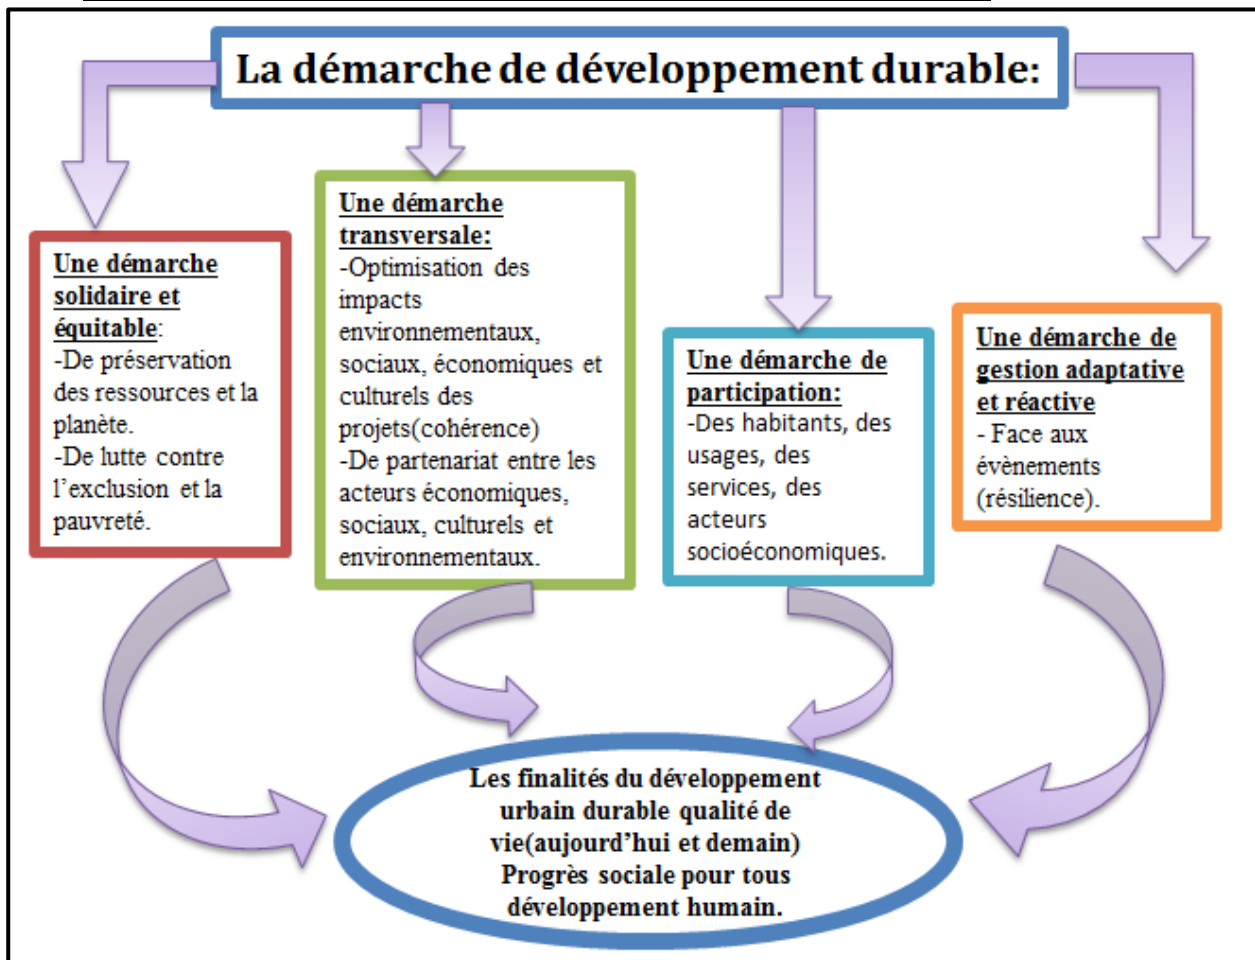 La démarche de développement durable:
Une démarche
solidaire et
équitable:
-De préservation
des ressources et la
planète.
-De lutte contre
l’exclusion et la
pauvreté.
Une démarche
transversale:
-Optimisation des
impacts
environnementaux,
sociaux, économiques et
culturels des
projets(cohérence)
-De partenariat entre les
acteurs économiques,
sociaux, culturels et
environnementaux.
Une démarche de
participation:
-Des habitants, des
usages, des
services, des
acteurs
socioéconomiques.
Une démarche de
gestion adaptative
et réactive
- Face aux
évènements
(résilience).
Les finalités du développement
urbain durable qualité de
vie(aujourd’hui et demain)
Progrès sociale pour tous
développement humain.